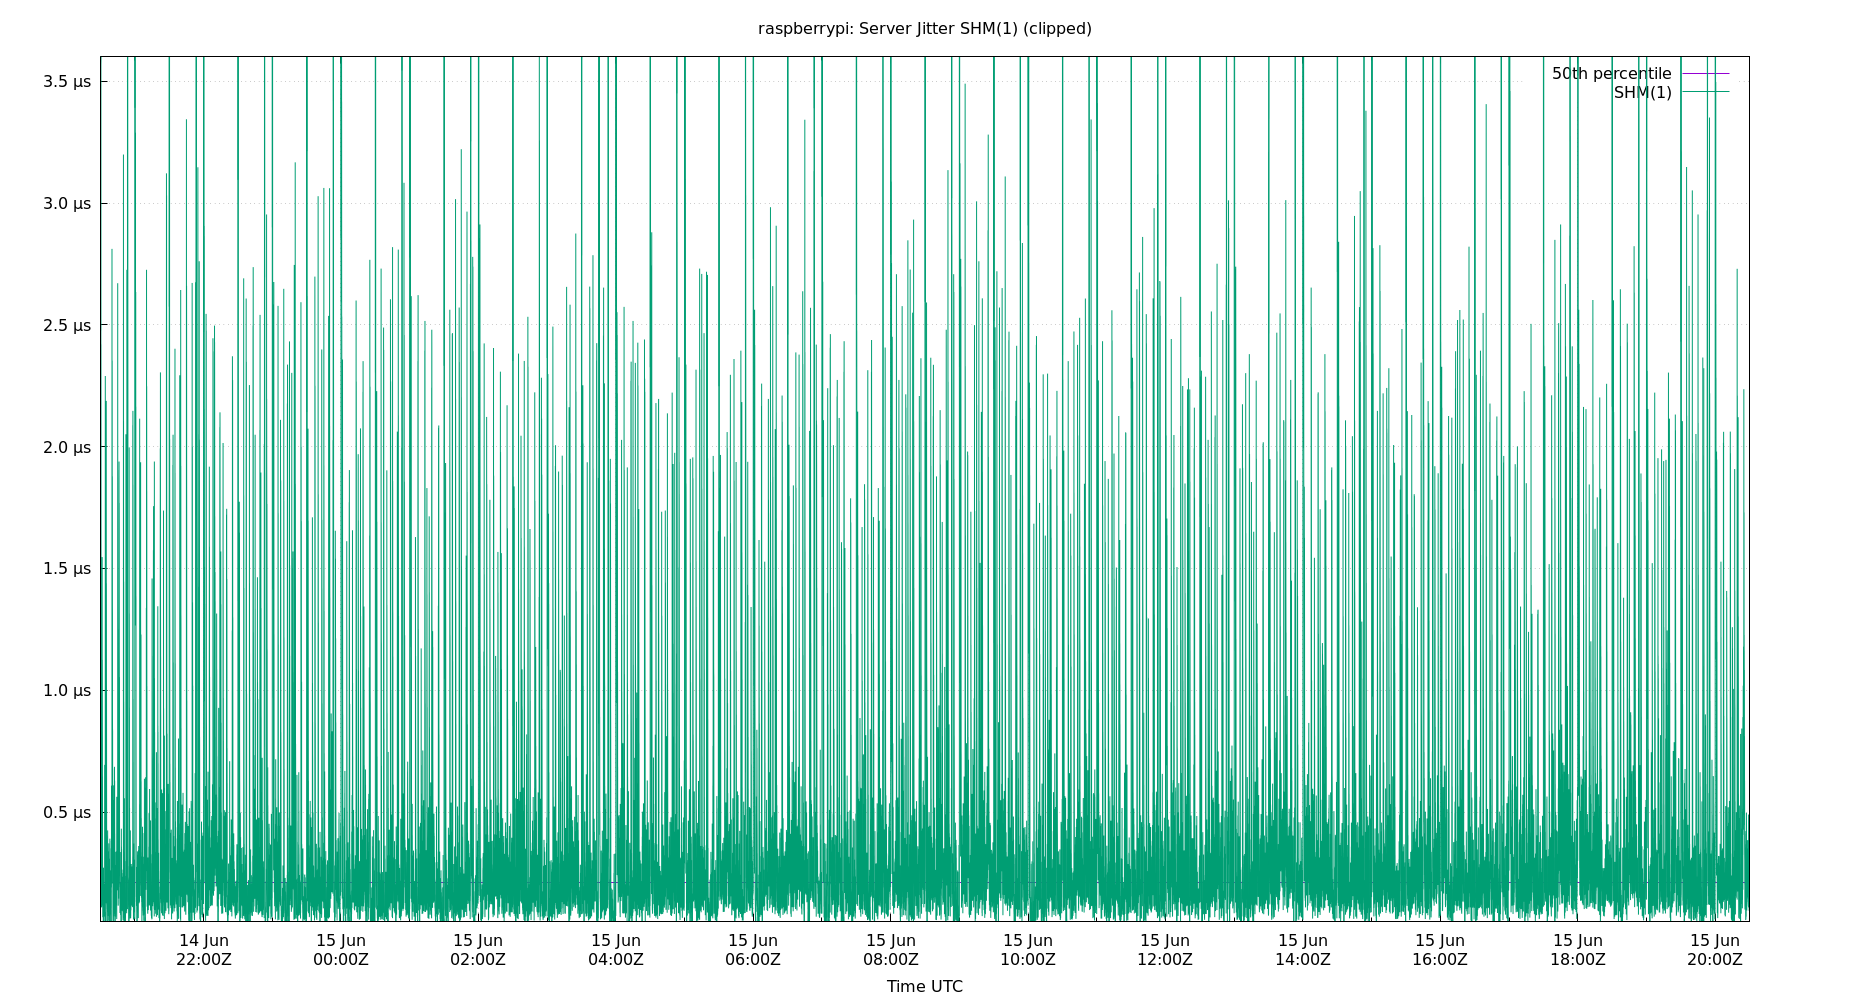 raspberrypi: Server Jitter SHM(1) (clipped)
50th percentile
SHM(1)
3.5 μs
3.0 μs
2.5 μs
2.0 μs
1.5 μs
1.0 μs
0.5 μs
14 Jun 15 Jun 15 Jun 15 Jun 15 Jun 15 Jun 15 Jun 15 Jun 15 Jun 15 Jun 15 Jun 15 Jun
22:00Z 00:00Z 02:00Z 04:00Z 06:00Z 08:00Z 10:00Z 12:00Z 14:00Z 16:00Z 18:00Z 20:00Z
Time UTC